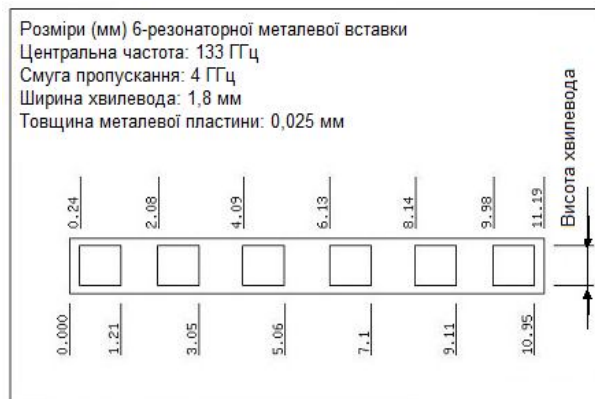 Розміри (мм) 6-резонаторної металевої вставки
Центральна частота: 133 ГГц
Смуга пропускання: 4 ГГц
Ширина хвилевода: 1,8 мм
Товщина металевої пластини: 0,025 мм
Висота хвилевода
0.24
2.08
4.09
6.13
8.14
9.98
11.19
0.000
1.21
3.05
5.06
7.1
9.11
10.95